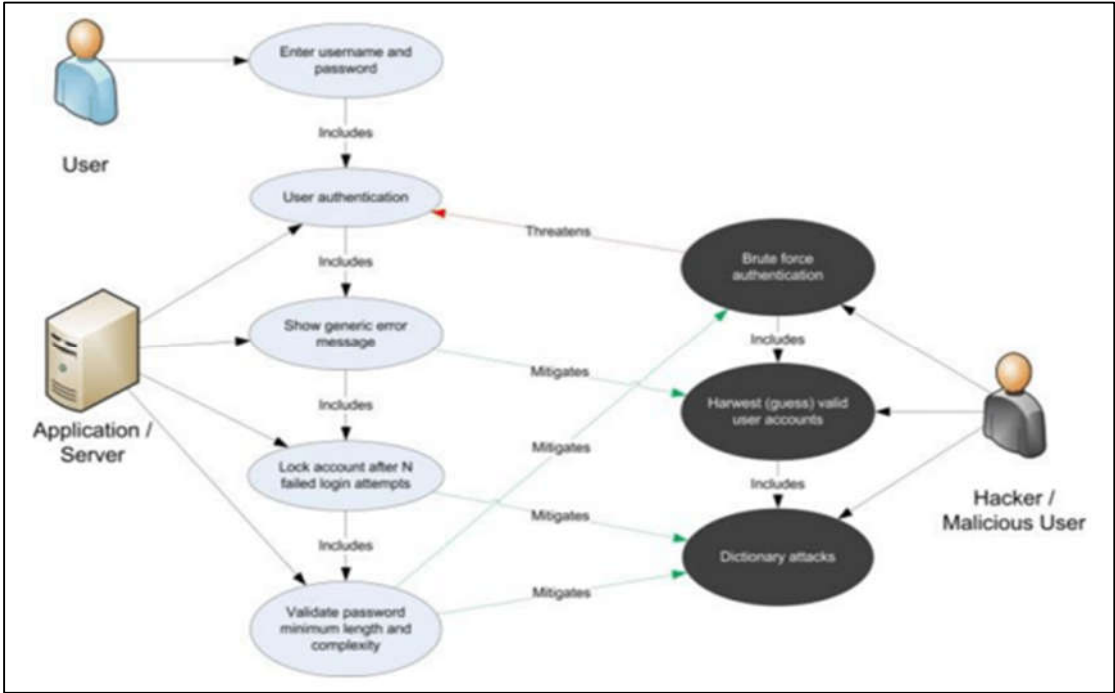 Enter username and
password
User
Includes
User authentication
Threatens
Brute force
authentication
Includes
Show generic error
message
Includes
Mitigates
Harwest (guess) valid
user accounts
Application /
Server
Includes
Mitigates
Lock account after N
failed login attempts
Includes
Hacker /
Malicious User
Mitigates
Dictionary attacks
Includes
Mitigates
Validate password
minimum length and
complexity